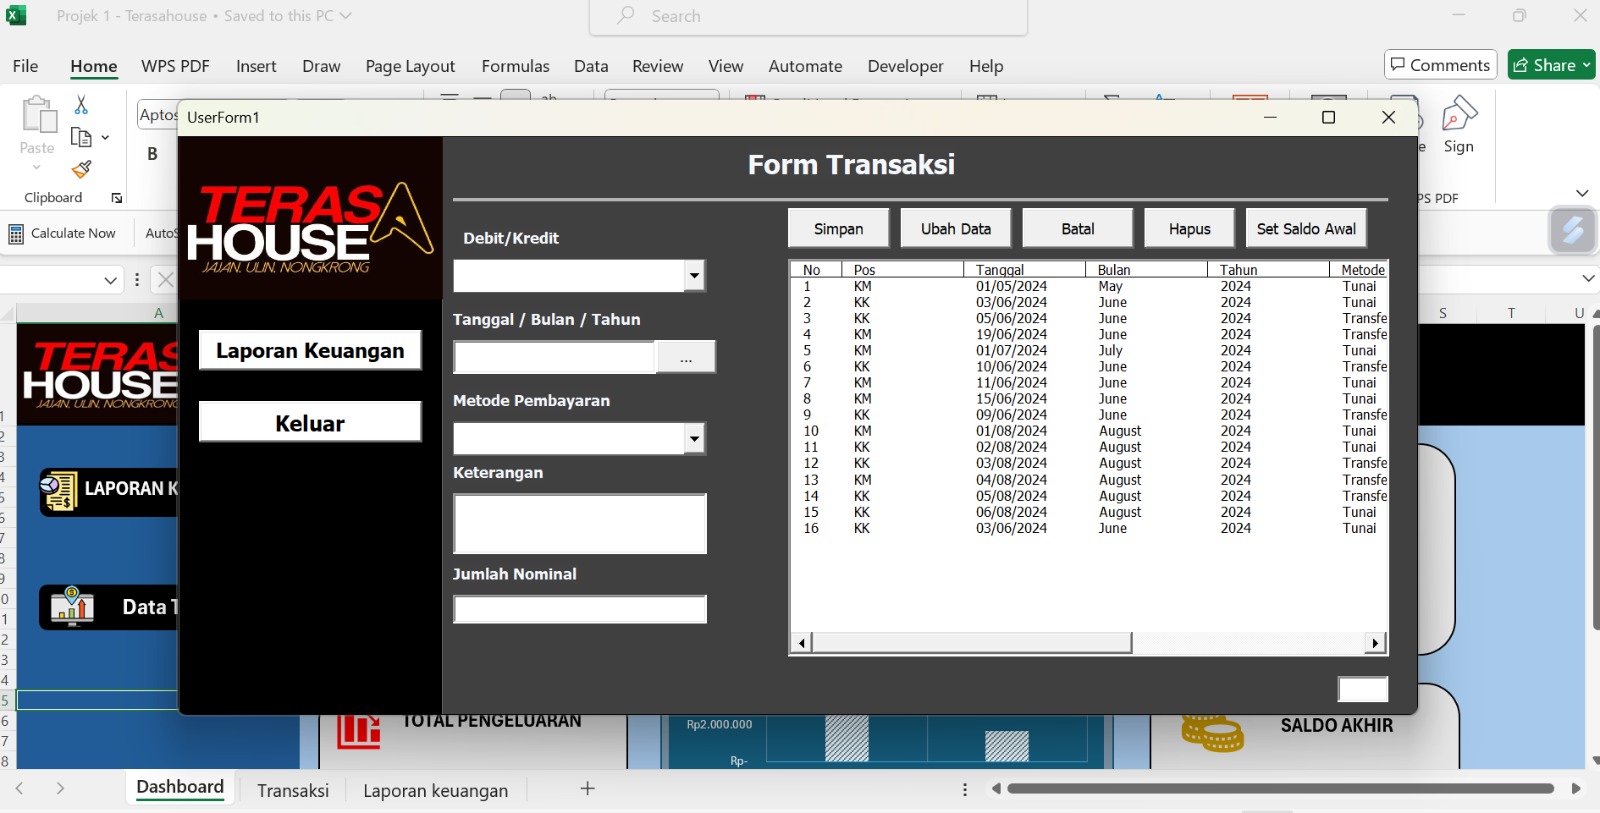 Projek 1 - Terasahouse • Saved to this PC
Search
File Home WPS PDF Insert Draw Page Layout Formulas Data Review View Automate Developer Help
Comments Share
Paste
Aptos
B
Sign
Clipboard
PS PDF
Calculate Now
AutoS
UserForm1
TERAS
HOUSE
JAJAN. ULIN. NONGKRONG
Laporan Keuangan
Keluar
Form Transaksi
Debit/Kredit
Tanggal / Bulan / Tahun
...
Metode Pembayaran
Keterangan
Jumlah Nominal
Simpan Ubah Data Batal Hapus Set Saldo Awal
No Pos Tanggal Bulan Tahun Metode
1 KM 01/05/2024 May 2024 Tunai
2 KK 03/06/2024 June 2024 Tunai
3 KK 05/06/2024 June 2024 Transfe
4 KM 19/06/2024 June 2024 Transfe
5 KM 01/07/2024 July 2024 Tunai
6 KK 10/06/2024 June 2024 Transfe
7 KM 11/06/2024 June 2024 Tunai
8 KM 15/06/2024 June 2024 Tunai
9 KK 09/06/2024 June 2024 Transfe
10 KM 01/08/2024 August 2024 Tunai
11 KK 02/08/2024 August 2024 Tunai
12 KK 03/08/2024 August 2024 Transfe
13 KM 04/08/2024 August 2024 Transfe
14 KK 05/08/2024 August 2024 Transfe
15 KK 06/08/2024 August 2024 Tunai
16 KK 03/06/2024 June 2024 Tunai
A S T U
TERAS
HOUSE
JAJAN. ULIN. NONGKRONG
LAPORAN K
Data T
TOTAL PENGELUARAN
Rp2.000.000
Rp-
SALDO AKHIR
Dashboard Transaksi Laporan keuangan